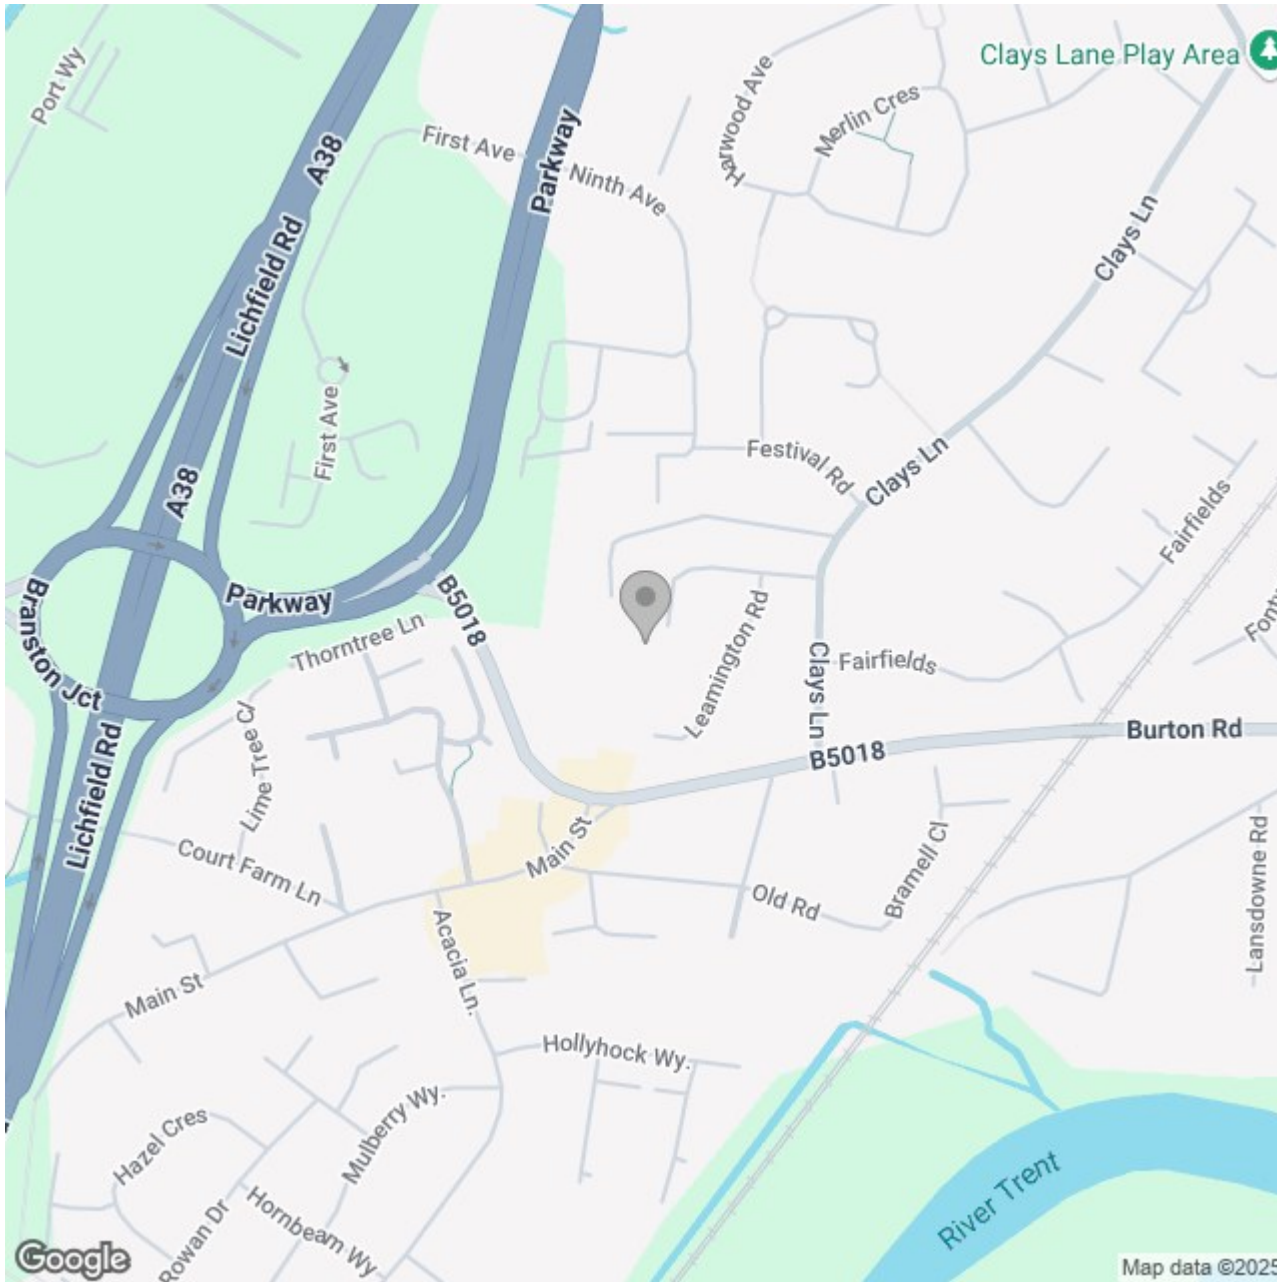 Clays Lane Play Area
Port Wy
A38
Parkway
Harwood Ave
Merlin Cres
First Ave
Ninth Ave
Lichfield Rd
Clays Ln
First Ave
A38
Festival Rd
Clays Ln
Fairfields
Branston Jct
Parkway
B5018
Leamington Rd
Thorntree Ln
Clays Ln
Fairfields
Lime Tree Cl
Lichfield Rd
B5018
Burton Rd
Court Farm Ln
Main St
Old Rd
Bramell Cl
Lansdowne Rd
Acacia Ln.
Main St
Hollyhock Wy.
Hazel Cres
Mulberry Wy.
Rowan Dr
Hornbeam Wy
River Trent
Google
Map data ©2025